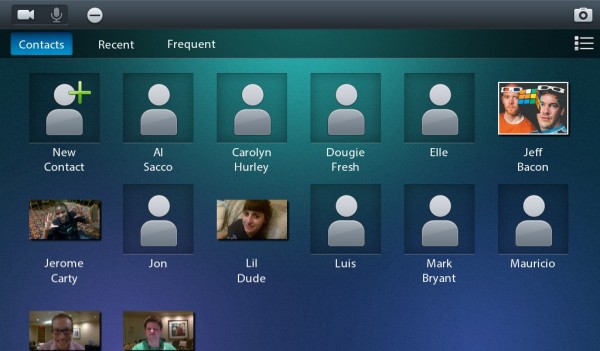 Contacts
Recent
Frequent
New
Contact
Al
Sacco
Carolyn
Hurley
Dougie
Fresh
Elle
Jeff
Bacon
Jerome
Carty
Jon
Lil
Dude
Luis
Mark
Bryant
Mauricio